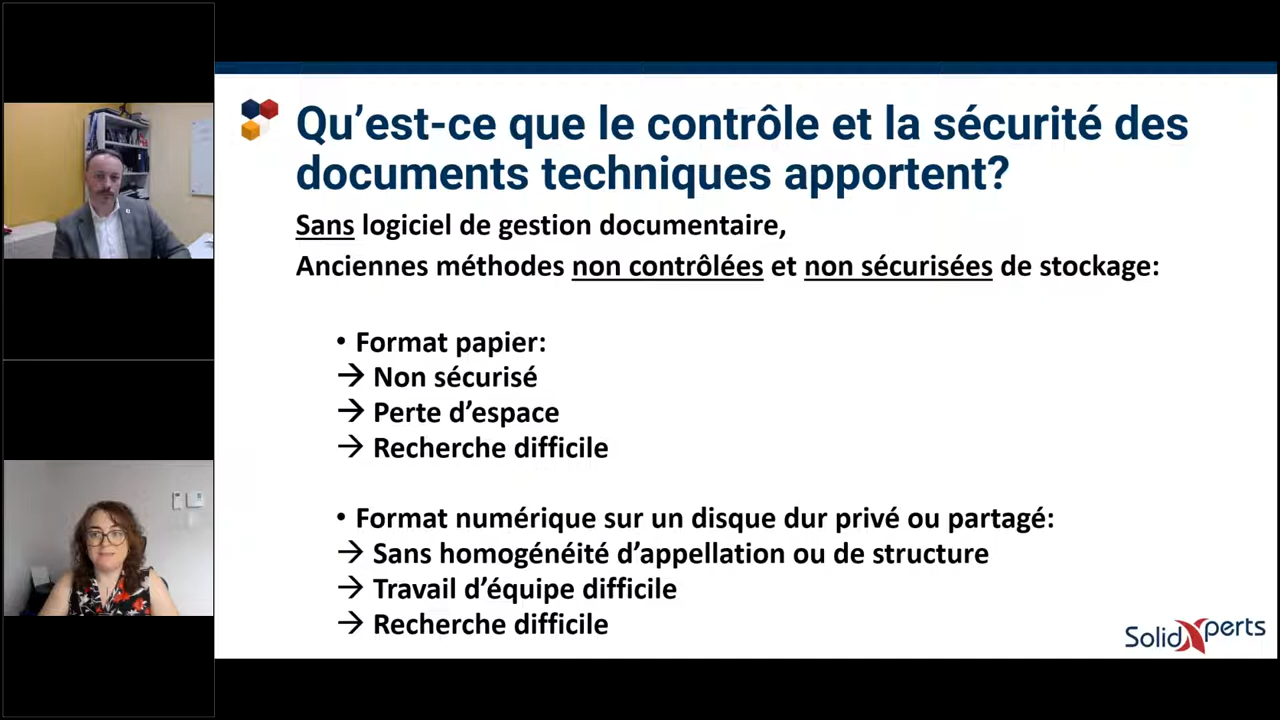 Qu’est-ce que le contrôle et la sécurité des
documents techniques apportent?
Sans logiciel de gestion documentaire,
Anciennes méthodes non contrôlées et non sécurisées de stockage:
• Format papier:
→ Non sécurisé
→ Perte d’espace
→ Recherche difficile
• Format numérique sur un disque dur privé ou partagé:
→ Sans homogénéité d’appellation ou de structure
→ Travail d’équipe difficile
→ Recherche difficile
SolidXperts